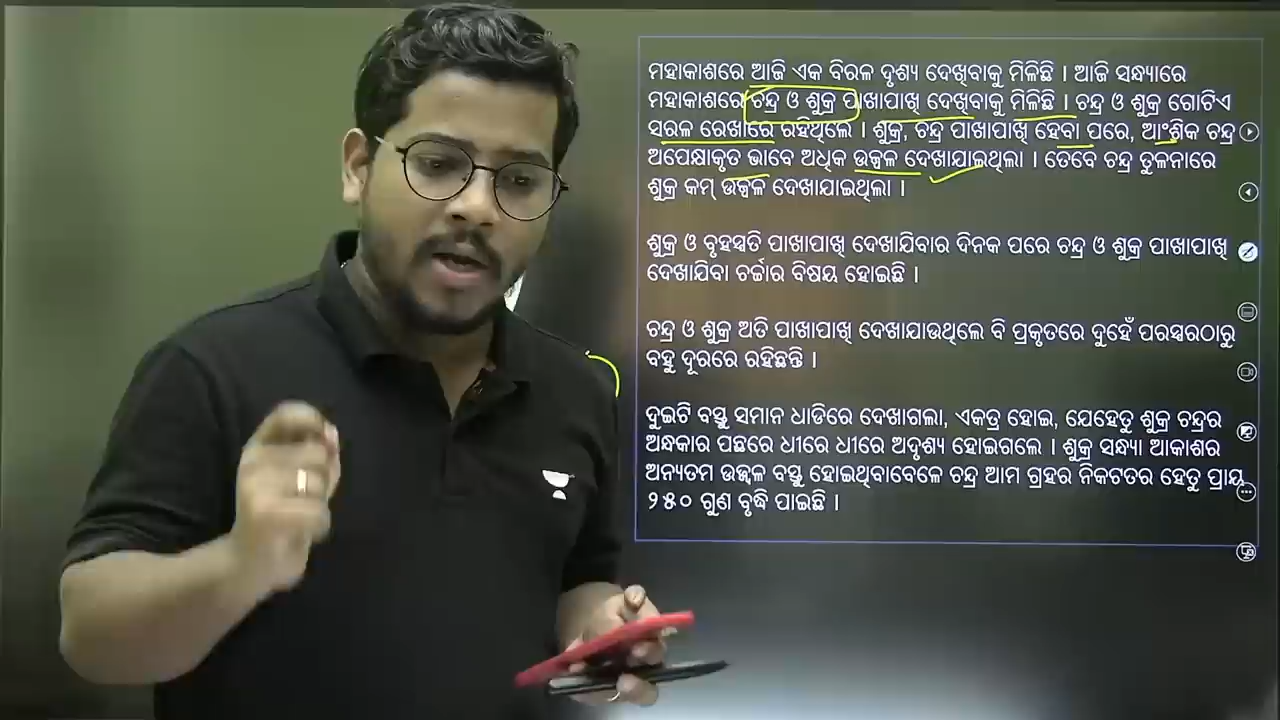 ମହାକାଶରେ ଆଜି ଏକ ବିରଳ ଦୃଶ୍ୟ ଦେଖିବାକୁ ମିଳିଛି । ଆଜି ସନ୍ଧ୍ୟାରେ
ମହାକାଶରେ ଚନ୍ଦ୍ର ଓ ଶୁକ୍ର ପାଖାପାଖି ଦେଖିବାକୁ ମିଳିଛି । ଚନ୍ଦ୍ର ଓ ଶୁକ୍ର ଗୋଟିଏ
ସରଳ ରେଖାରେ ରହିଥିଲେ । ଶୁକ୍ର, ଚନ୍ଦ୍ର ପାଖାପାଖି ହେବା ପରେ, ଆଂଶିକ ଚନ୍ଦ୍ର
ଅପେକ୍ଷାକୃତ ଭାବେ ଅଧିକ ଉଜ୍ଜ୍ୱଳ ଦେଖାଯାଇଥିଲା । ତେବେ ଚନ୍ଦ୍ର ତୁଳନାରେ
ଶୁକ୍ର କମ୍ ଉଜ୍ଜ୍ୱଳ ଦେଖାଯାଇଥିଲା ।
ଶୁକ୍ର ଓ ବୃହସ୍ପତି ପାଖାପାଖି ଦେଖାଯିବାର ଦିନକ ପରେ ଚନ୍ଦ୍ର ଓ ଶୁକ୍ର ପାଖାପାଖି
ଦେଖାଯିବା ଚର୍ଚ୍ଚାର ବିଷୟ ହୋଇଛି ।
ଚନ୍ଦ୍ର ଓ ଶୁକ୍ର ଅତି ପାଖାପାଖି ଦେଖାଯାଉଥିଲେ ବି ପ୍ରକୃତରେ ଦୁହେଁ ପରସ୍ପରଠାରୁ
ବହୁ ଦୂରରେ ରହିଛନ୍ତି ।
ଦୁଇଟି ବସ୍ତୁ ସମାନ ଧାଡିରେ ଦେଖାଗଲା, ଏକତ୍ର ହୋଇ, ଯେହେତୁ ଶୁକ୍ର ଚନ୍ଦ୍ରର
ଅନ୍ଧକାର ପଛରେ ଧୀରେ ଧୀରେ ଅଦୃଶ୍ୟ ହୋଇଗଲେ । ଶୁକ୍ର ସନ୍ଧ୍ୟା ଆକାଶର
ଅନ୍ୟତମ ଉଜ୍ଜ୍ୱଳ ବସ୍ତୁ ହୋଇଥିବାବେଳେ ଚନ୍ଦ୍ର ଆମ ଗ୍ରହର ନିକଟତର ହେତୁ ପ୍ରାୟ
୨୫୦ ଗୁଣ ବୃଦ୍ଧି ପାଇଛି ।